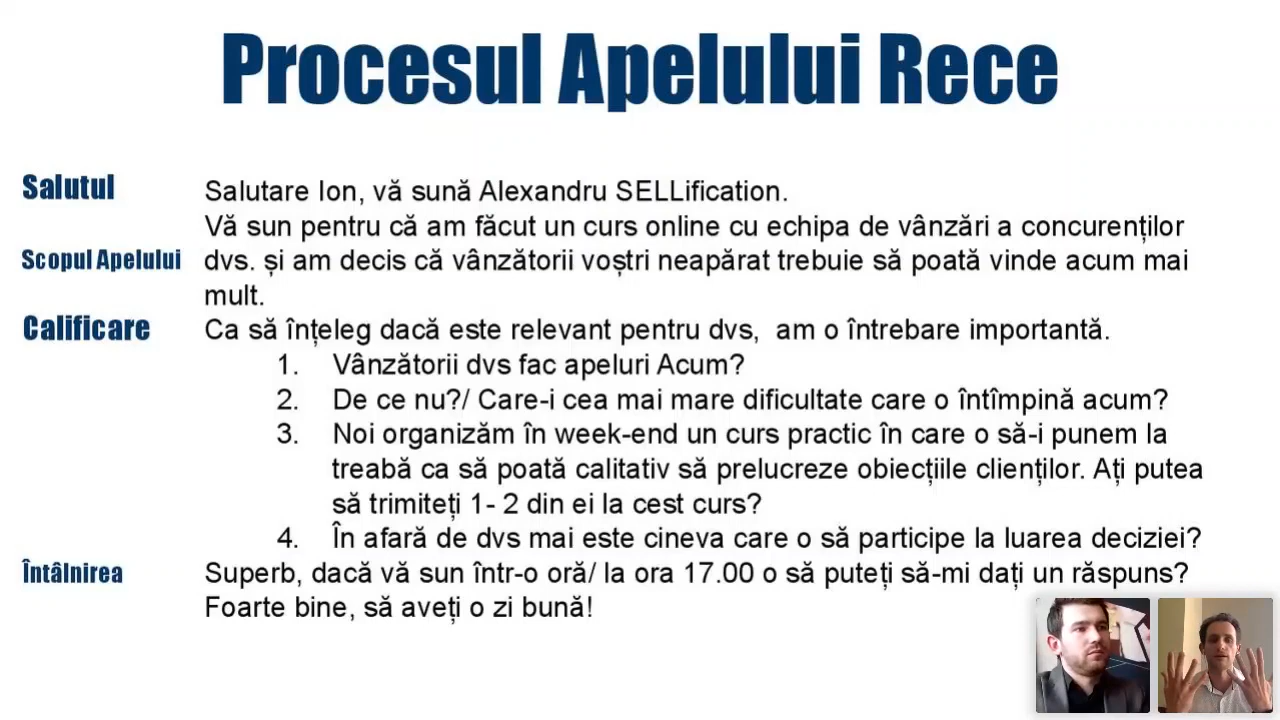 Procesul Apelului Rece
Salutul
Salutare Ion, vă sună Alexandru SELLification.
Vă sun pentru că am făcut un curs online cu echipa de vânzări a concurenților
Scopul Apelului
dvs. și am decis că vânzătorii voștri neapărat trebuie să poată vinde acum mai
mult.
Calificare
Ca să înțeleg dacă este relevant pentru dvs, am o întrebare importantă.
1. Vânzătorii dvs fac apeluri Acum?
2. De ce nu?/ Care-i cea mai mare dificultate care o întîmpină acum?
3. Noi organizăm în week-end un curs practic în care o să-i punem la
treabă ca să poată calitativ să prelucreze obiecțiile clienților. Ați putea
să trimiteți 1- 2 din ei la cest curs?
4. În afară de dvs mai este cineva care o să participe la luarea deciziei?
Întâlnirea
Superb, dacă vă sun într-o oră/ la ora 17.00 o să puteți să-mi dați un răspuns?
Foarte bine, să aveți o zi bună!